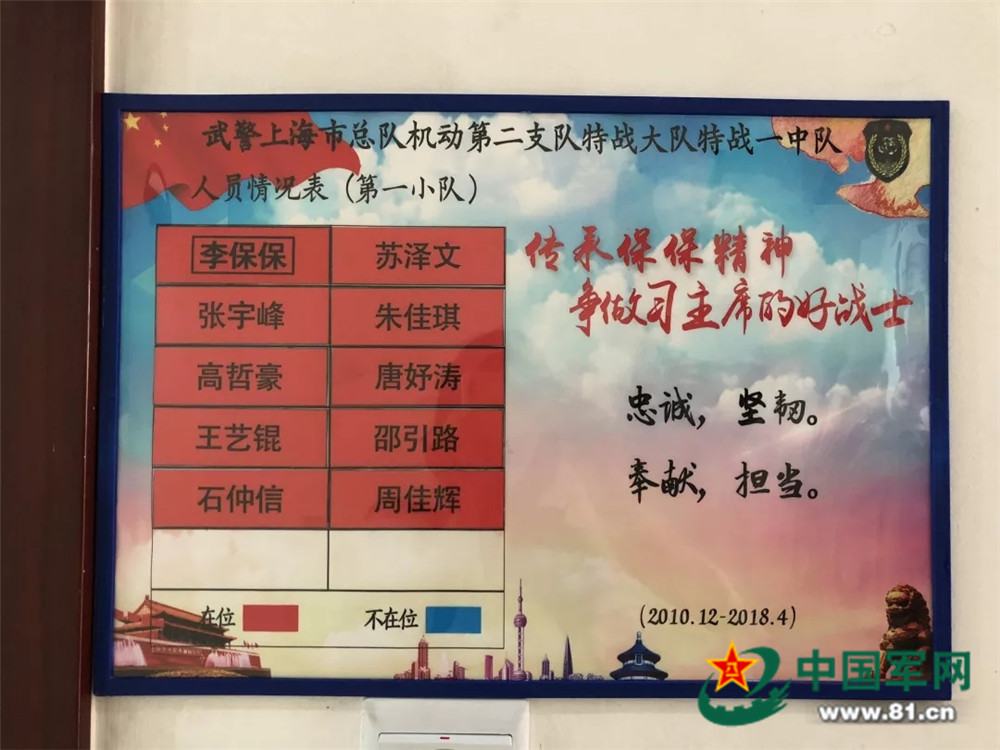 武警上海市总队机动第二支队特战大队特战一中队
人员情况表（第一小队）
李保保 苏泽文
张宇峰 朱佳琪
高哲豪 唐好涛
王艺锟 邵引路
石仲信 周佳辉
在位 不在位
传承保保精神
争做习主席的好战士
忠诚，坚韧。
奉献，担当。
(2010.12-2018.4)
中国军网
www.81.cn